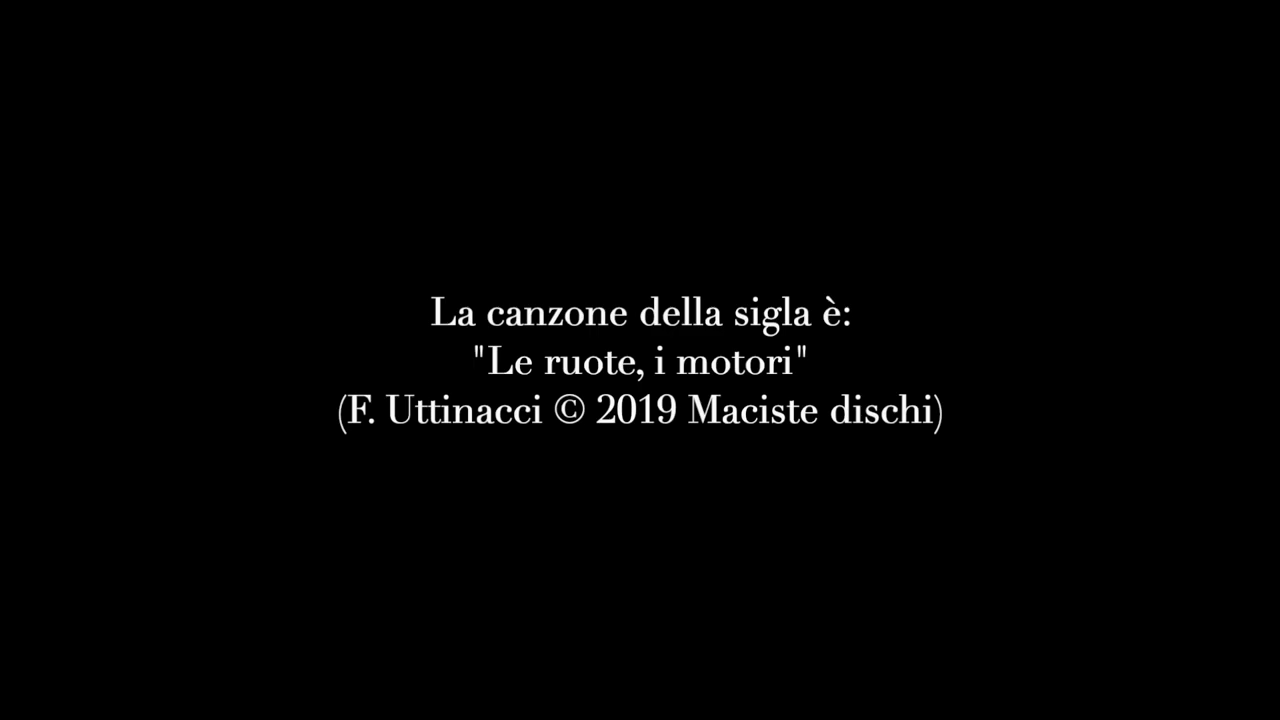 La canzone della sigla è:
"Le ruote, i motori"
(F. Uttinacci © 2019 Maciste dischi)